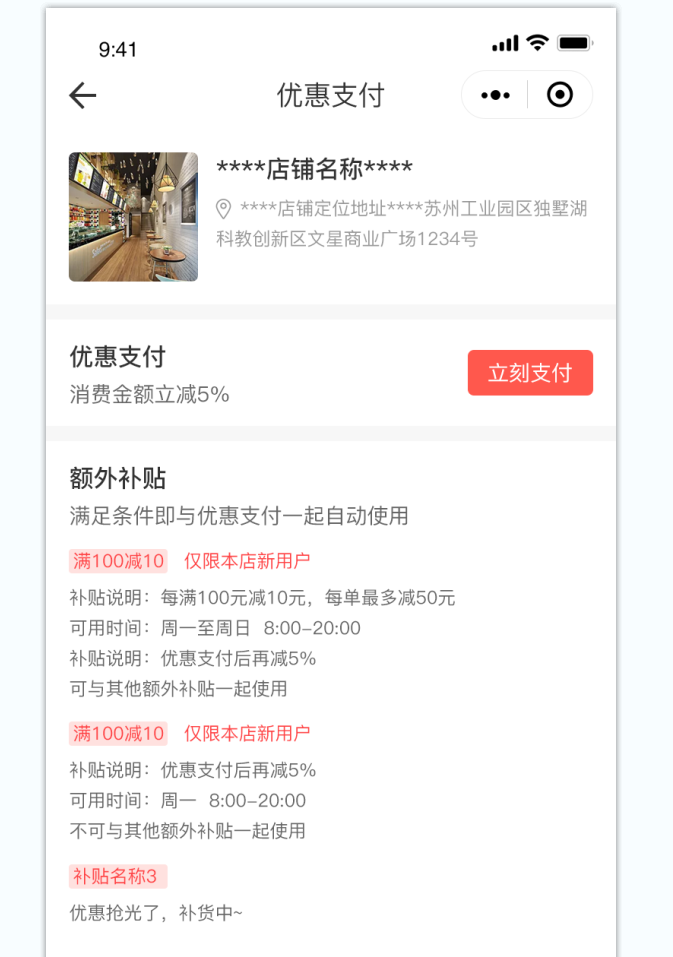 9:41
优惠支付
****店铺名称****
****店铺定位地址****苏州工业园区独墅湖
科教创新区文星商业广场1234号
优惠支付
消费金额立减5%
立刻支付
额外补贴
满足条件即与优惠支付一起自动使用
满100减10 仅限本店新用户
补贴说明：每满100元减10元，每单最多减50元
可用时间：周一至周日 8:00-20:00
补贴说明：优惠支付后再减5%
可与其他额外补贴一起使用
满100减10 仅限本店新用户
补贴说明：优惠支付后再减5%
可用时间：周一 8:00-20:00
不可与其他额外补贴一起使用
补贴名称3
优惠抢光了，补货中~